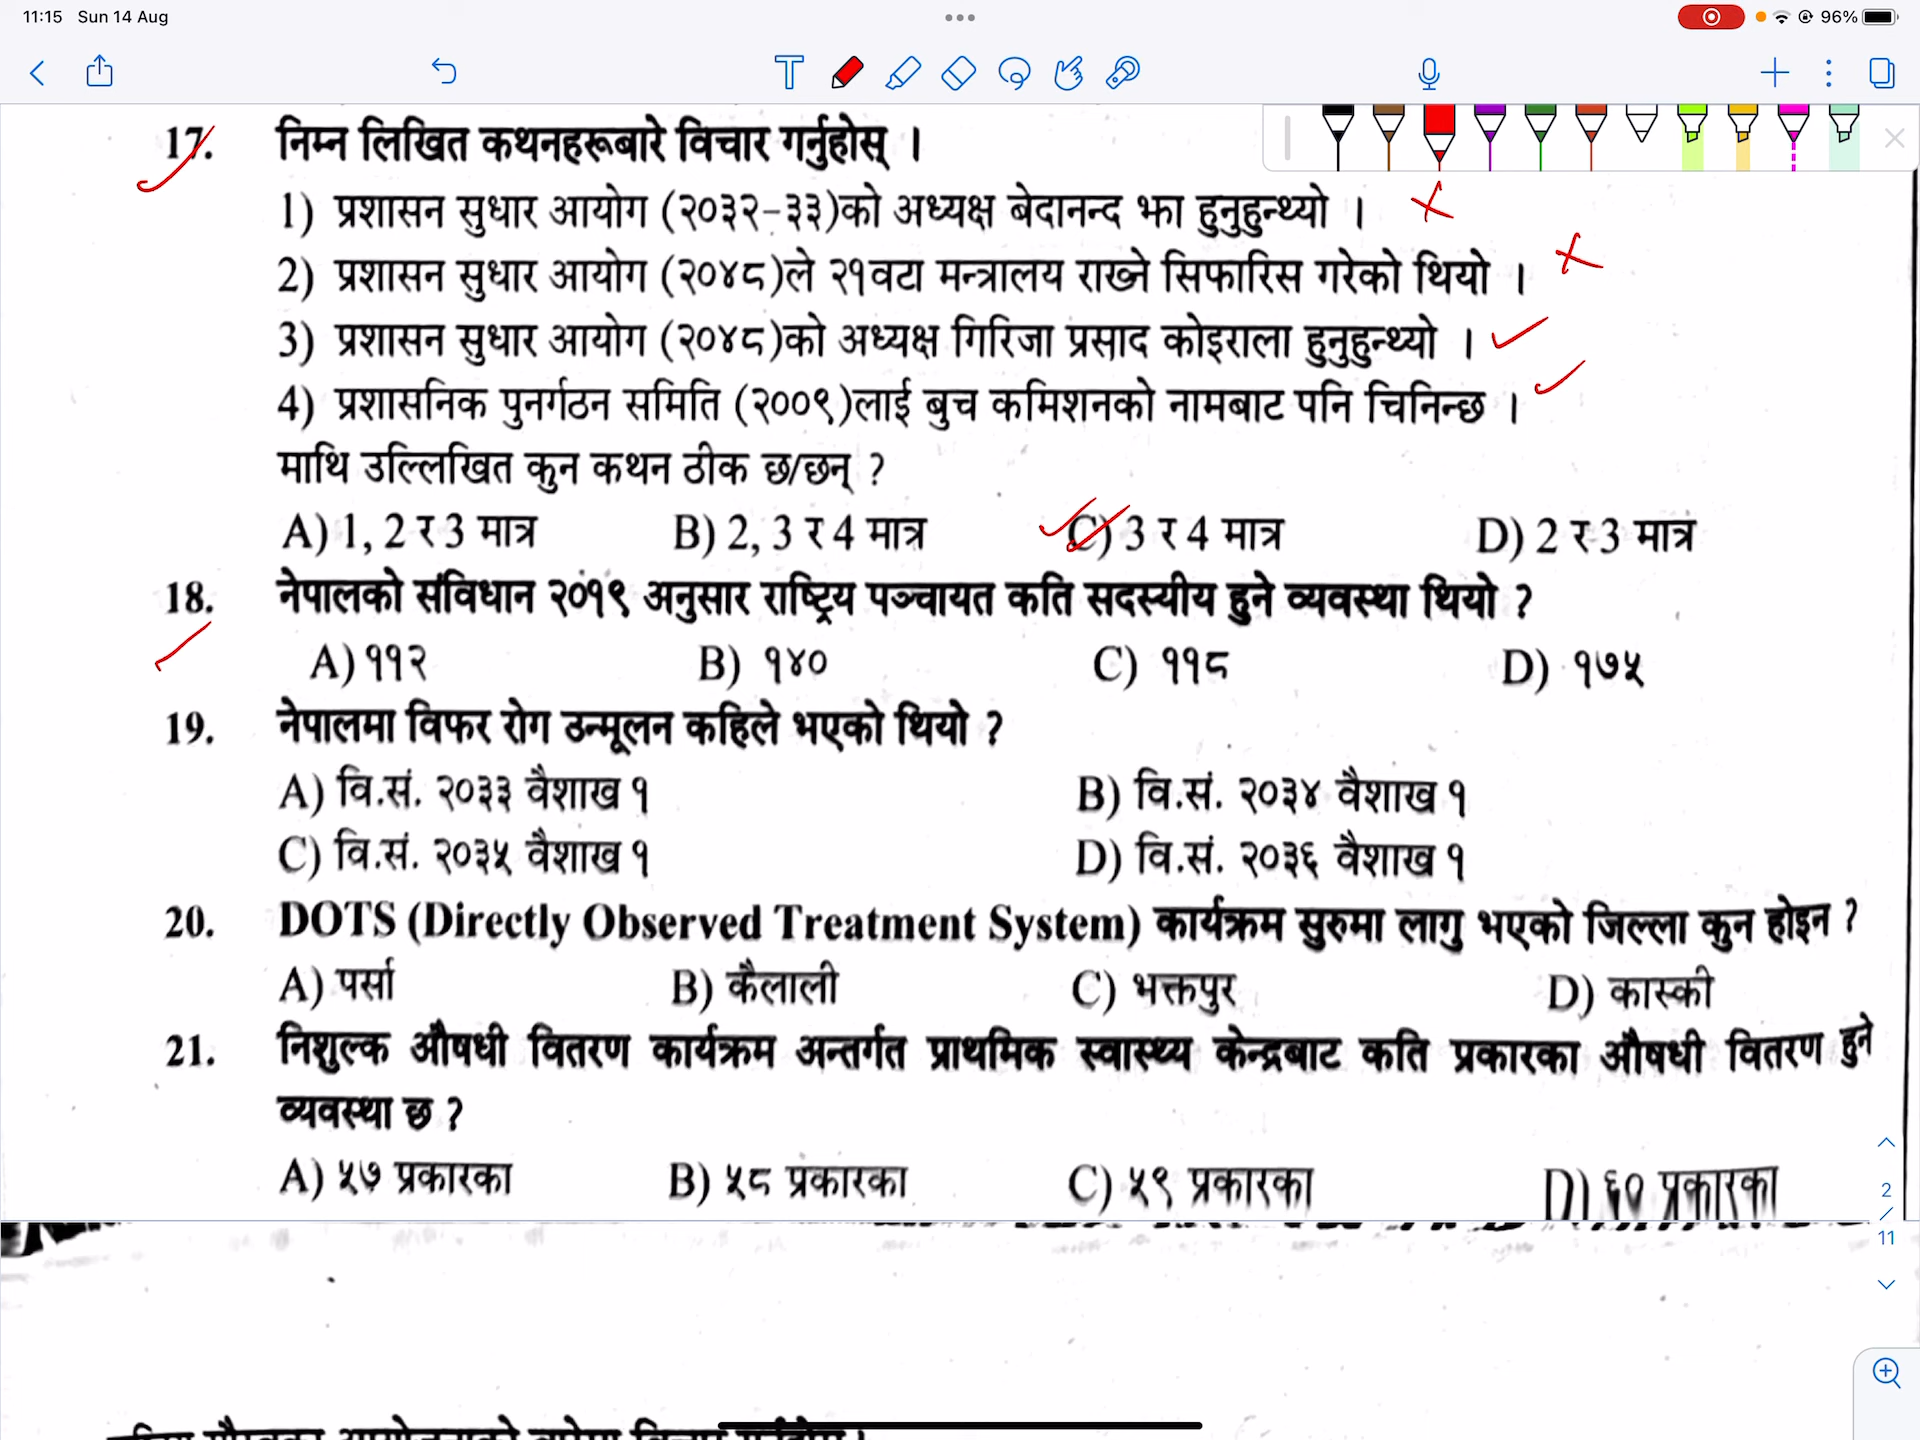 11:15 Sun 14 Aug
96%
17. निम्न लिखित कथनहरूबारे विचार गर्नुहोस् ।
1) प्रशासन सुधार आयोग (२०३२-३३)को अध्यक्ष बेदानन्द झा हुनुहुन्थ्यो ।
2) प्रशासन सुधार आयोग (२०४८)ले २१वटा मन्त्रालय राख्ने सिफारिस गरेको थियो ।
3) प्रशासन सुधार आयोग (२०४८)को अध्यक्ष गिरिजा प्रसाद कोइराला हुनुहुन्थ्यो ।
4) प्रशासनिक पुनर्गठन समिति (२००९)लाई बुच कमिशनको नामबाट पनि चिनिन्छ ।
माथि उल्लिखित कुन कथन ठीक छ/छन् ?
A) 1, 2 र 3 मात्र B) 2, 3 र 4 मात्र C) 3 र 4 मात्र D) 2 र 3 मात्र
18. नेपालको संविधान २०१९ अनुसार राष्ट्रिय पञ्चायत कति सदस्यीय हुने व्यवस्था थियो ?
A) ११२ B) १४० C) ११८ D) १७५
19. नेपालमा विफर रोग उन्मूलन कहिले भएको थियो ?
A) वि.सं. २०३३ वैशाख १ B) वि.सं. २०३४ वैशाख १
C) वि.सं. २०३५ वैशाख १ D) वि.सं. २०३६ वैशाख १
20. DOTS (Directly Observed Treatment System) कार्यक्रम सुरुमा लागु भएको जिल्ला कुन होइन ?
A) पर्सा B) कैलाली C) भक्तपुर D) कास्की
21. निशुल्क औषधी वितरण कार्यक्रम अन्तर्गत प्राथमिक स्वास्थ्य केन्द्रबाट कति प्रकारका औषधी वितरण हुने
व्यवस्था छ ?
A) ५७ प्रकारका B) ५८ प्रकारका C) ५९ प्रकारका D) ६० प्रकारका
2
/
11